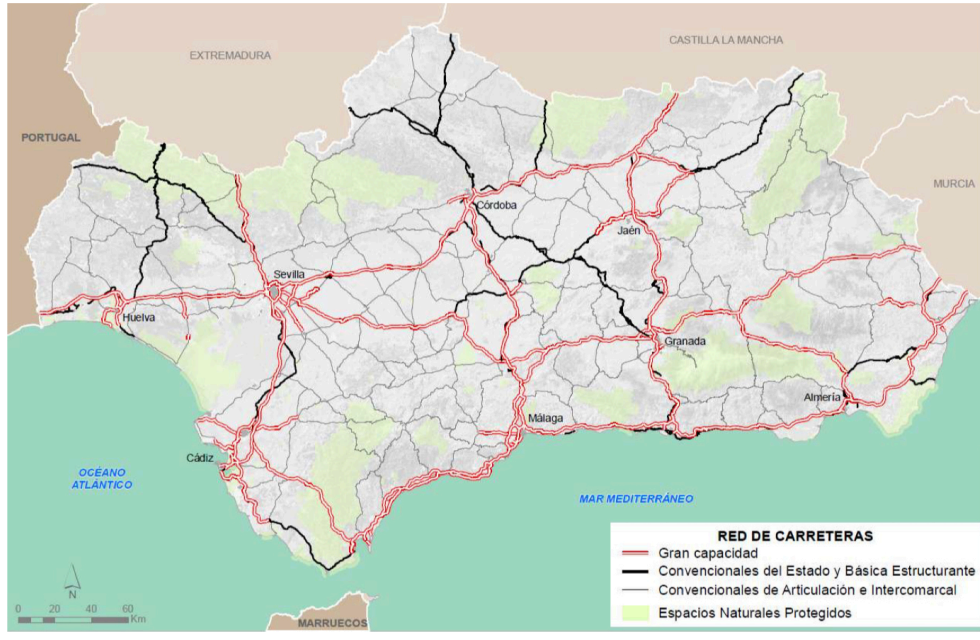 EXTREMADURA
CASTILLA LA MANCHA
PORTUGAL
MURCIA
Córdoba
Jaén
Sevilla
Huelva
Granada
Almería
Málaga
Cádiz
OCÉANO
ATLÁNTICO
MAR MEDITERRÁNEO
MARRUECOS
N
0 20 40 60
Km
RED DE CARRETERAS
Gran capacidad
Convencionales del Estado y Básica Estructurante
Convencionales de Articulación e Intercomarcal
Espacios Naturales Protegidos